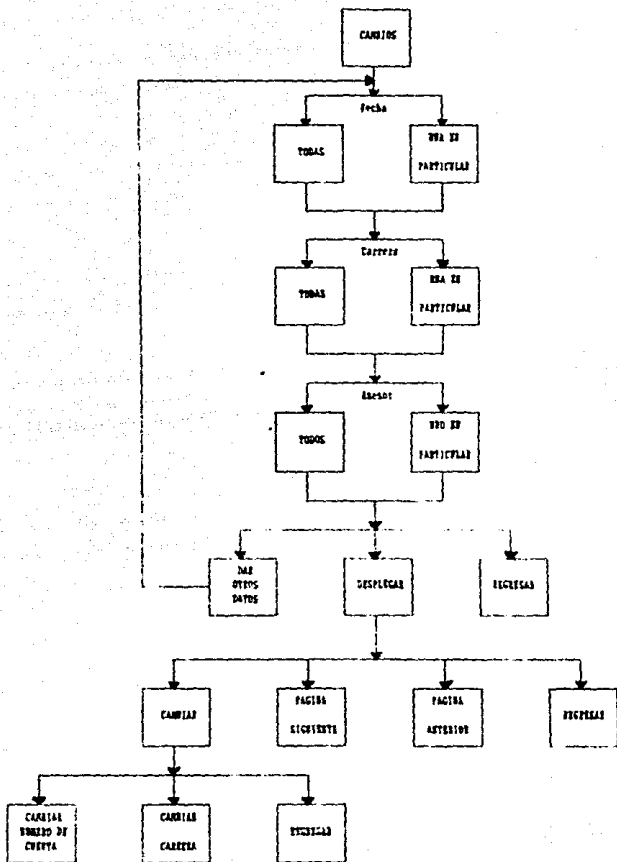 CAMBIOS
Fecha
TODAS
UNA EN
PARTICULAR
Carrera
TODAS
UNA EN
PARTICULAR
Asesor
TODOS
UNO EN
PARTICULAR
DAR
OTROS
DATOS
DESPLEGAR
REGRESAR
CAMBIAR
PAGINA
SIGUIENTE
PAGINA
ANTERIOR
REGRESAR
CAMBIAR
NUMERO DE
CUENTA
CAMBIAR
CARRERA
REGRESAR